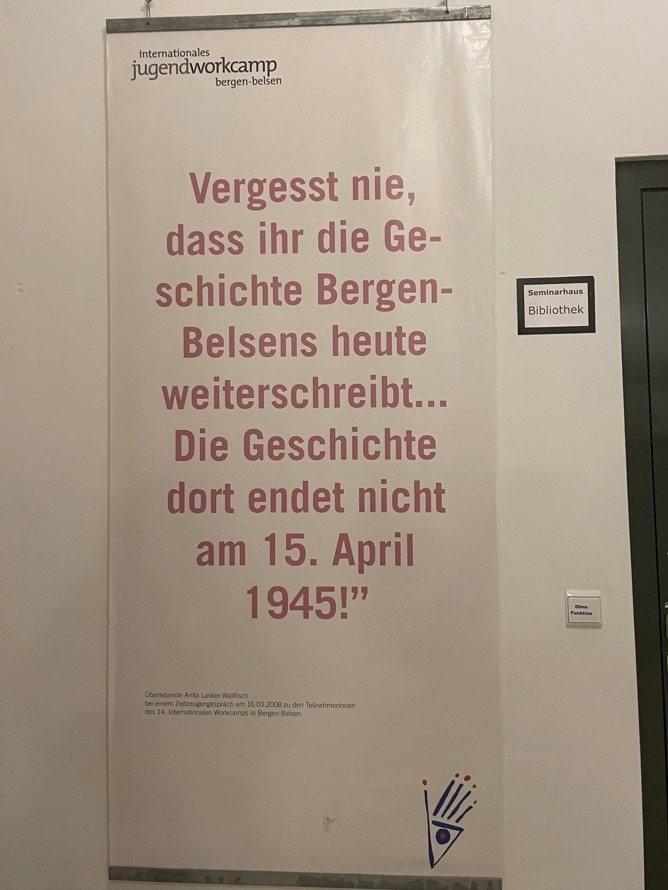 internationales
jugendworkcamp
bergen-belsen
Vergesst nie,
dass ihr die Ge-
schichte Bergen-
Belsens heute
weiterschreibt...
Die Geschichte
dort endet nicht
am 15. April
1945!”
Überlebende Anita Lasker-Wallfisch
bei einem Zeitzeugengespräch am 16.03.2008 zu den TeilnehmerInnen
des 14. Internationalen Workcamps in Bergen-Belsen
Seminarhaus
Bibliothek
Ohne
Funktion